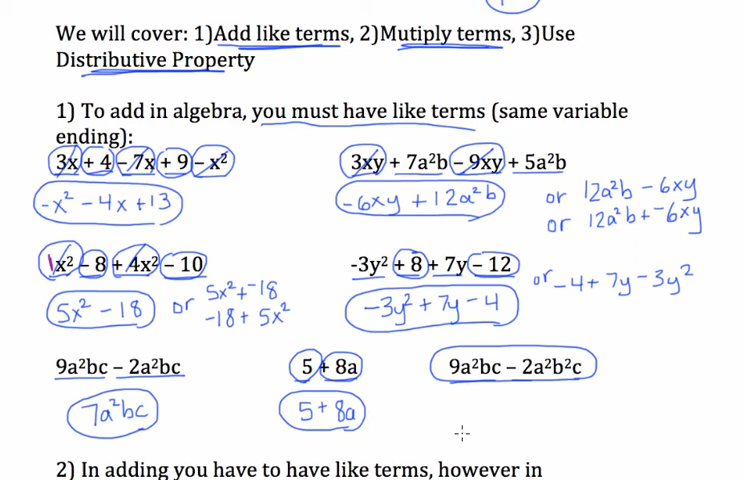 We will cover: 1)Add like terms, 2)Mutiply terms, 3)Use
Distributive Property
1) To add in algebra, you must have like terms (same variable
ending):
3x + 4 – 7x + 9 – x²
3xy + 7a²b – 9xy + 5a²b
-x² - 4x + 13
-6xy + 12a²b
or 12a²b - 6xy
or 12a²b + -6xy
1x² – 8 + 4x² – 10
-3y² + 8 + 7y – 12
5x² - 18 or 5x² + -18
-18 + 5x²
-3y² + 7y - 4
or -4 + 7y - 3y²
9a²bc – 2a²bc
5 + 8a
9a²bc – 2a²b²c
7a²bc
5 + 8a
2) In adding you have to have like terms, however in